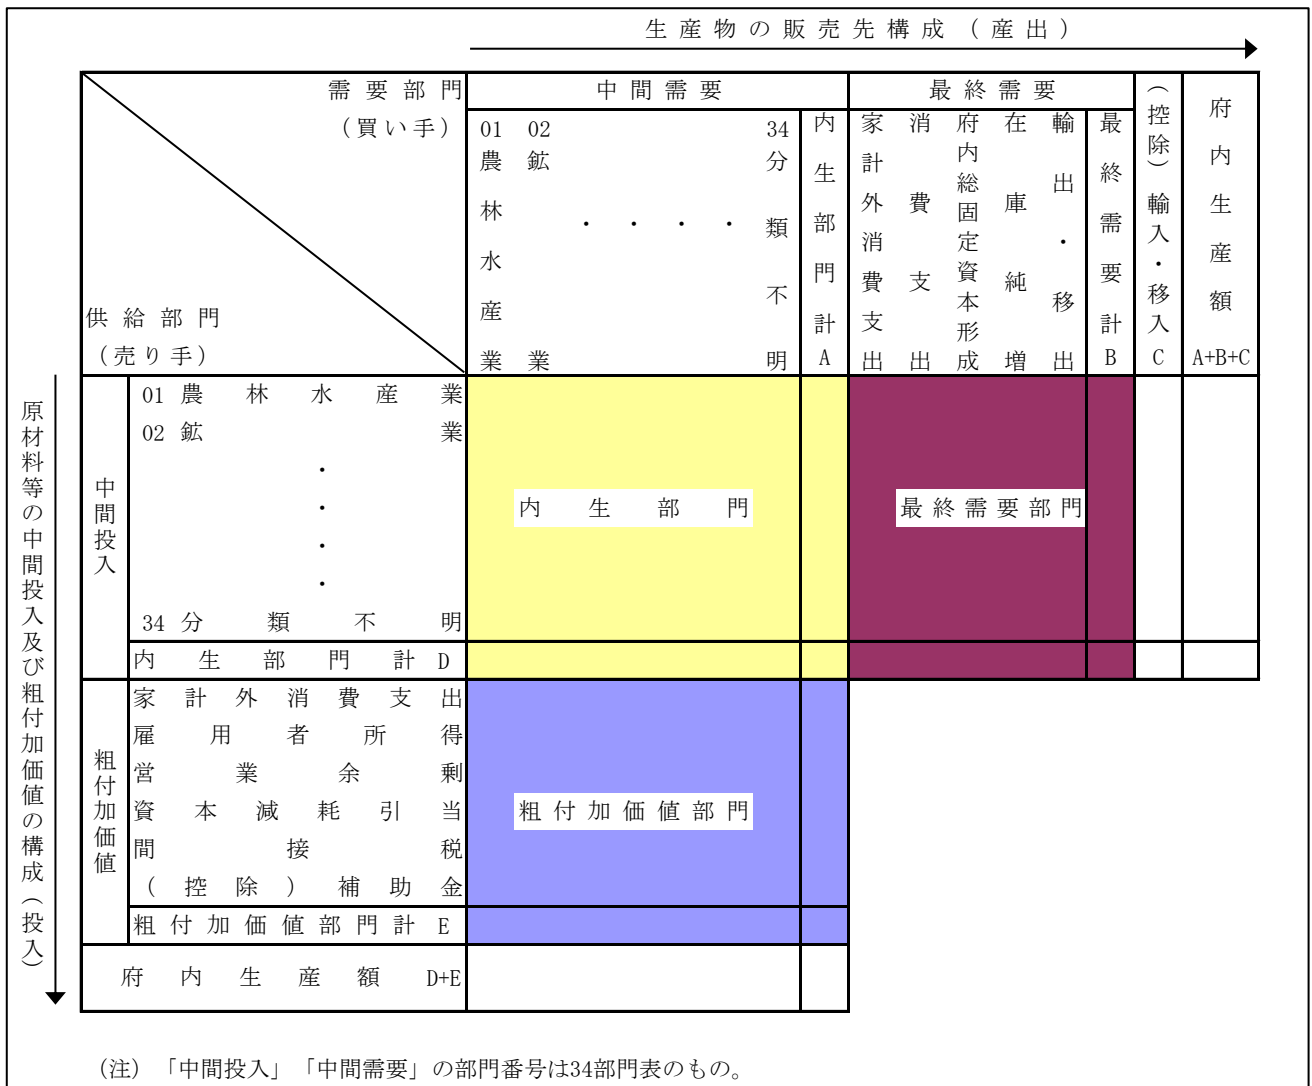 生産物の販売先構成(産出)
需要部門
(買い手)
供給部門
(売り手)
中間需要
最終需要
01 農林水産業
02 鉱業
・・・・
34 分類不明
内生部門計 A
家計外消費支出
消費支出
府内総固定資本形成
在庫純増
輸出・移出
最終需要計 B
(控除)輸入・移入 C
府内生産額 A+B+C
原材料等の中間投入及び粗付加価値の構成(投入)
中間投入
01 農林水産業
02 鉱業
・
・
・
・
34 分類不明
内生部門計 D
内生部門
最終需要部門
粗付加価値
家計外消費支出
雇用者所得
営業余剰
資本減耗引当
間接税
(控除)補助金
粗付加価値部門計 E
粗付加価値部門
府内生産額 D+E
(注)「中間投入」「中間需要」の部門番号は34部門表のもの。